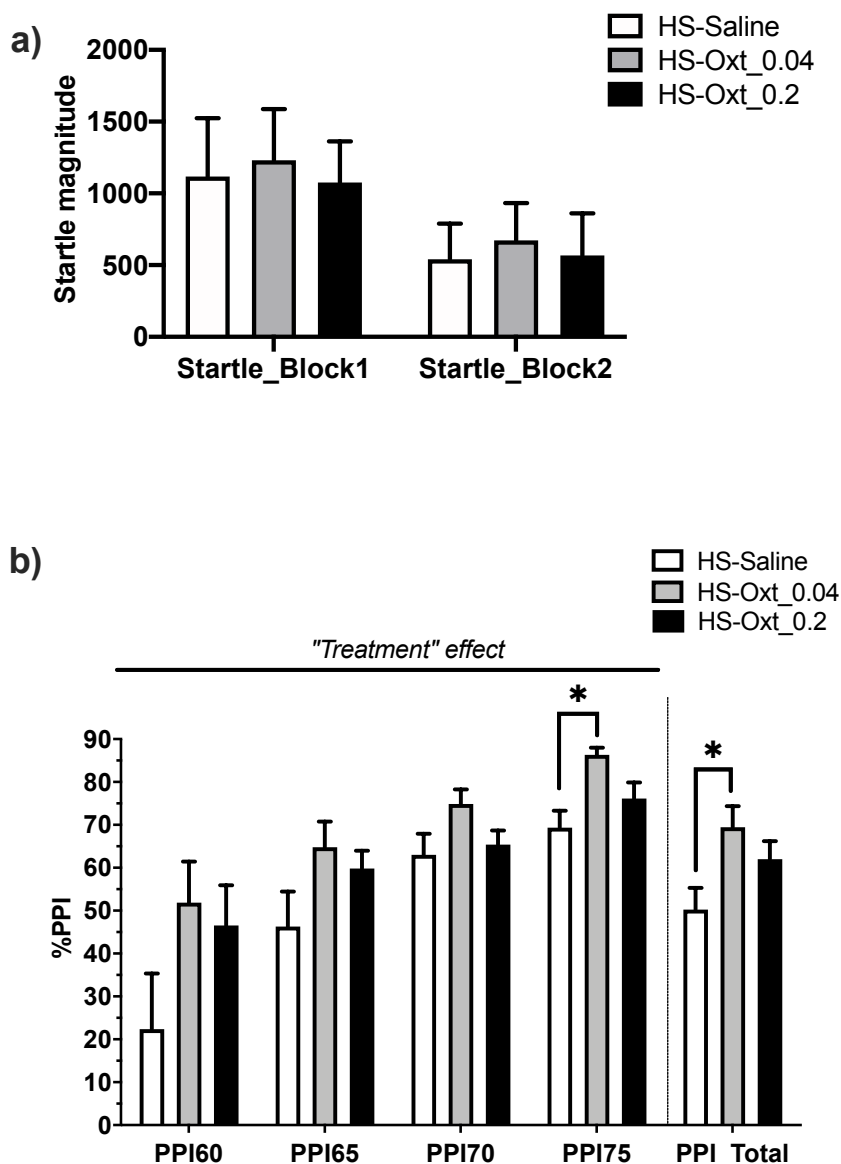 a)
HS-Saline
HS-Oxt_0.04
HS-Oxt_0.2
Startle magnitude
2000
1500
1000
500
0
Startle_Block1 Startle_Block2
b)
HS-Saline
HS-Oxt_0.04
HS-Oxt_0.2
"Treatment" effect
* *
%PPI
90
80
70
60
50
40
30
20
10
0
PPI60 PPI65 PPI70 PPI75 PPI_Total